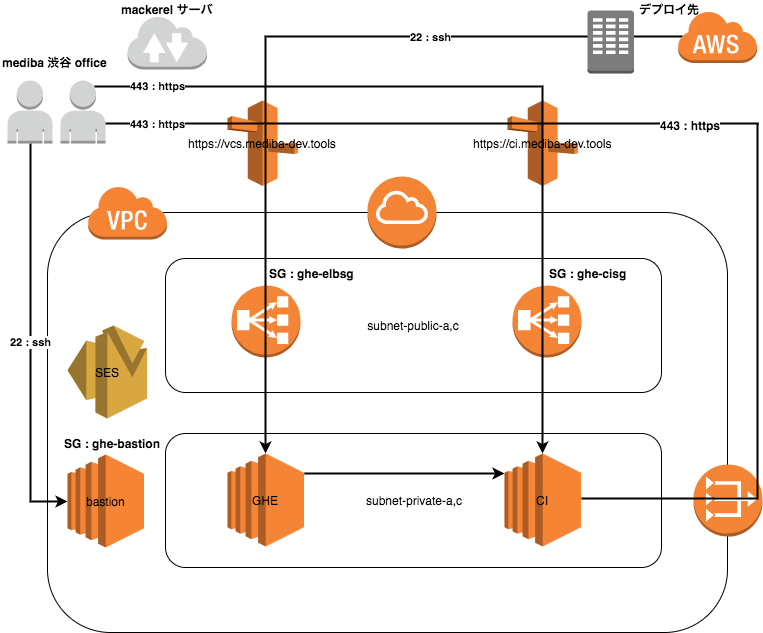 mackerel サーバ
デプロイ先
22 : ssh
AWS
mediba 渋谷 office
443 : https
443 : https
443 : https
https://vcs.mediba-dev.tools
https://ci.mediba-dev.tools
VPC
SG : ghe-elbsg
SG : ghe-cisg
subnet-public-a,c
22 : ssh
SES
SG : ghe-bastion
bastion
GHE
subnet-private-a,c
CI